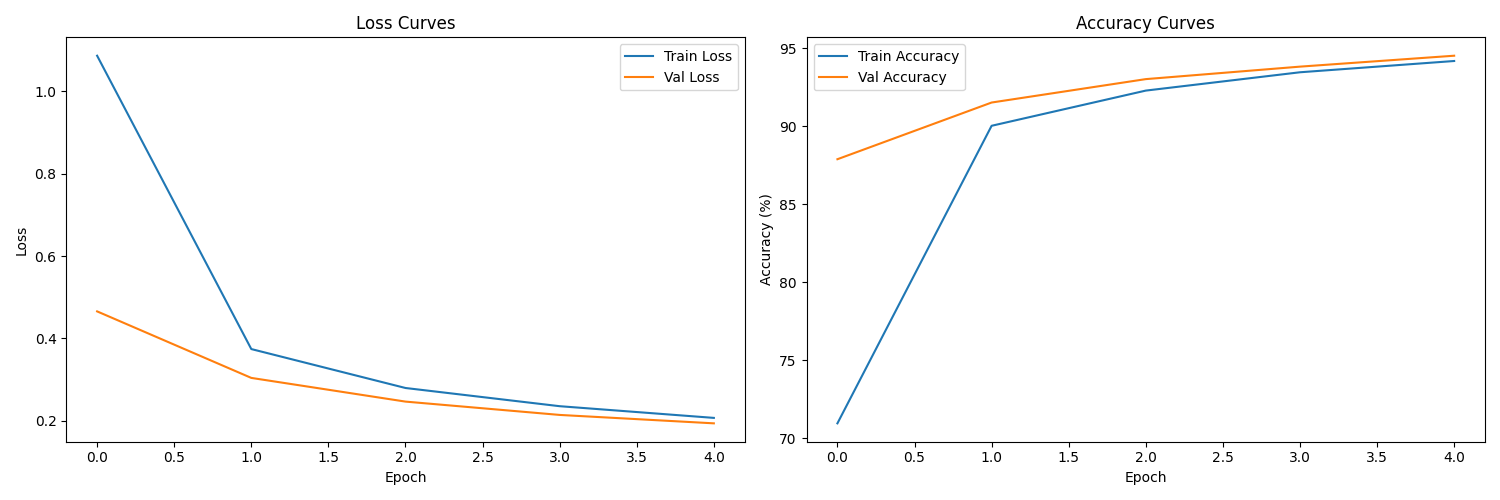 Loss Curves
Train Loss
Val Loss
1.0
0.8
0.6
0.4
0.2
Loss
0.0 0.5 1.0 1.5 2.0 2.5 3.0 3.5 4.0
Epoch
Accuracy Curves
Train Accuracy
Val Accuracy
95
90
85
80
75
70
Accuracy (%)
0.0 0.5 1.0 1.5 2.0 2.5 3.0 3.5 4.0
Epoch